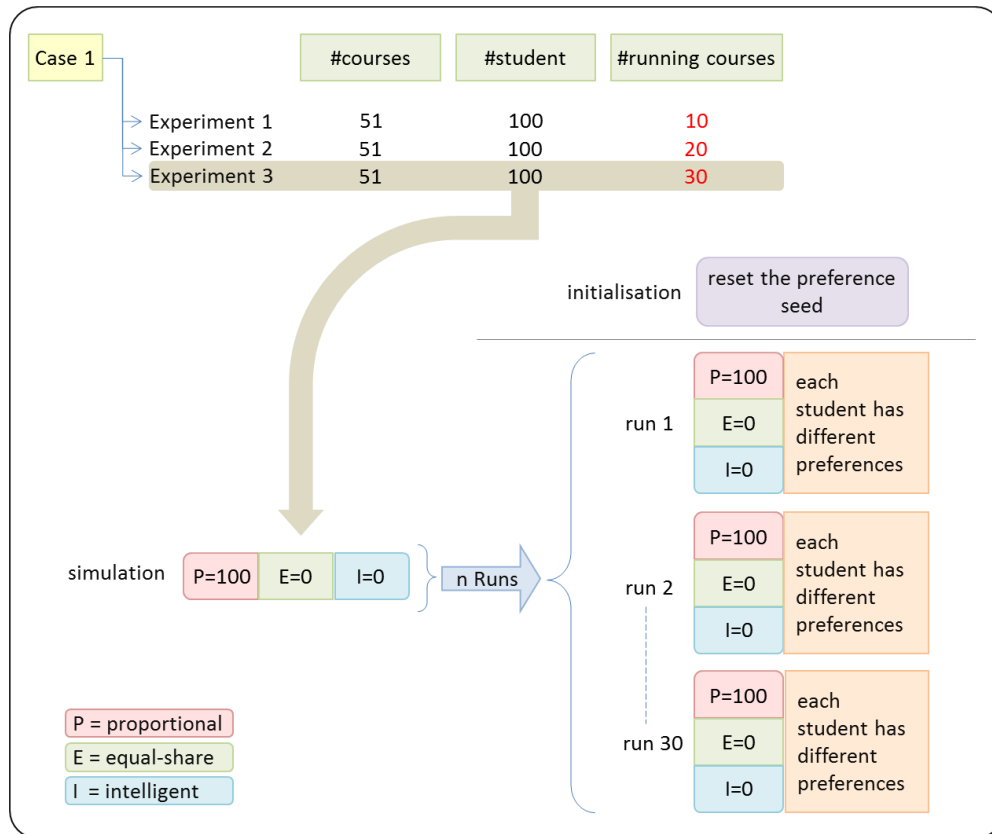 Case 1
#courses
#student
#running courses
Experiment 1 51 100 10
Experiment 2 51 100 20
Experiment 3 51 100 30
initialisation
reset the preference
seed
run 1
P=100
E=0
I=0
each
student has
different
preferences
simulation
P=100
E=0
I=0
n Runs
run 2
P=100
E=0
I=0
each
student has
different
preferences
run 30
P=100
E=0
I=0
each
student has
different
preferences
P = proportional
E = equal-share
I = intelligent